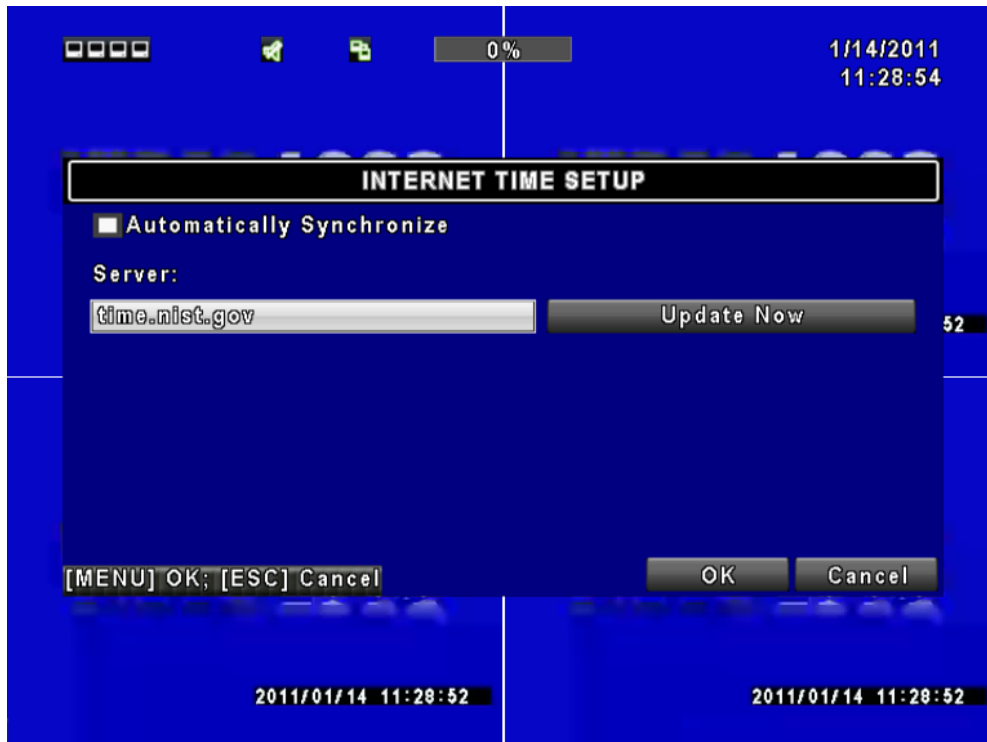 0% 1/14/2011
11:28:54
INTERNET TIME SETUP
Automatically Synchronize
Server:
time.nist.gov Update Now
52
[MENU] OK; [ESC] Cancel OK Cancel
2011/01/14 11:28:52 2011/01/14 11:28:52